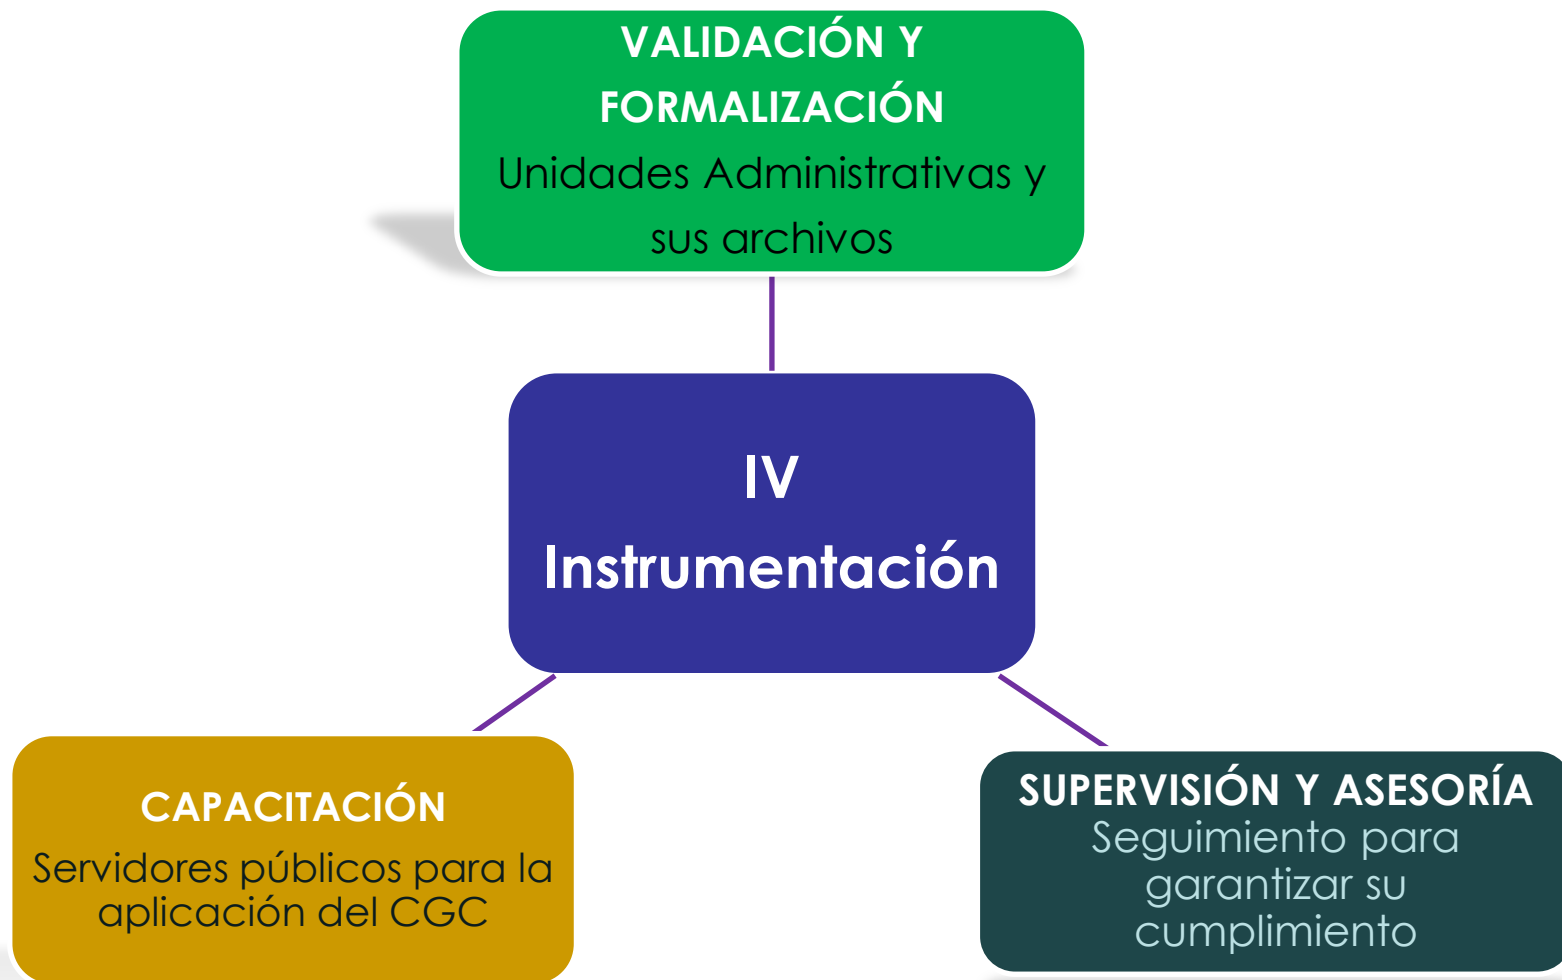 VALIDACIÓN Y
FORMALIZACIÓN
Unidades Administrativas y
sus archivos
IV
Instrumentación
CAPACITACIÓN
Servidores públicos para la
aplicación del CGC
SUPERVISIÓN Y ASESORÍA
Seguimiento para
garantizar su
cumplimiento